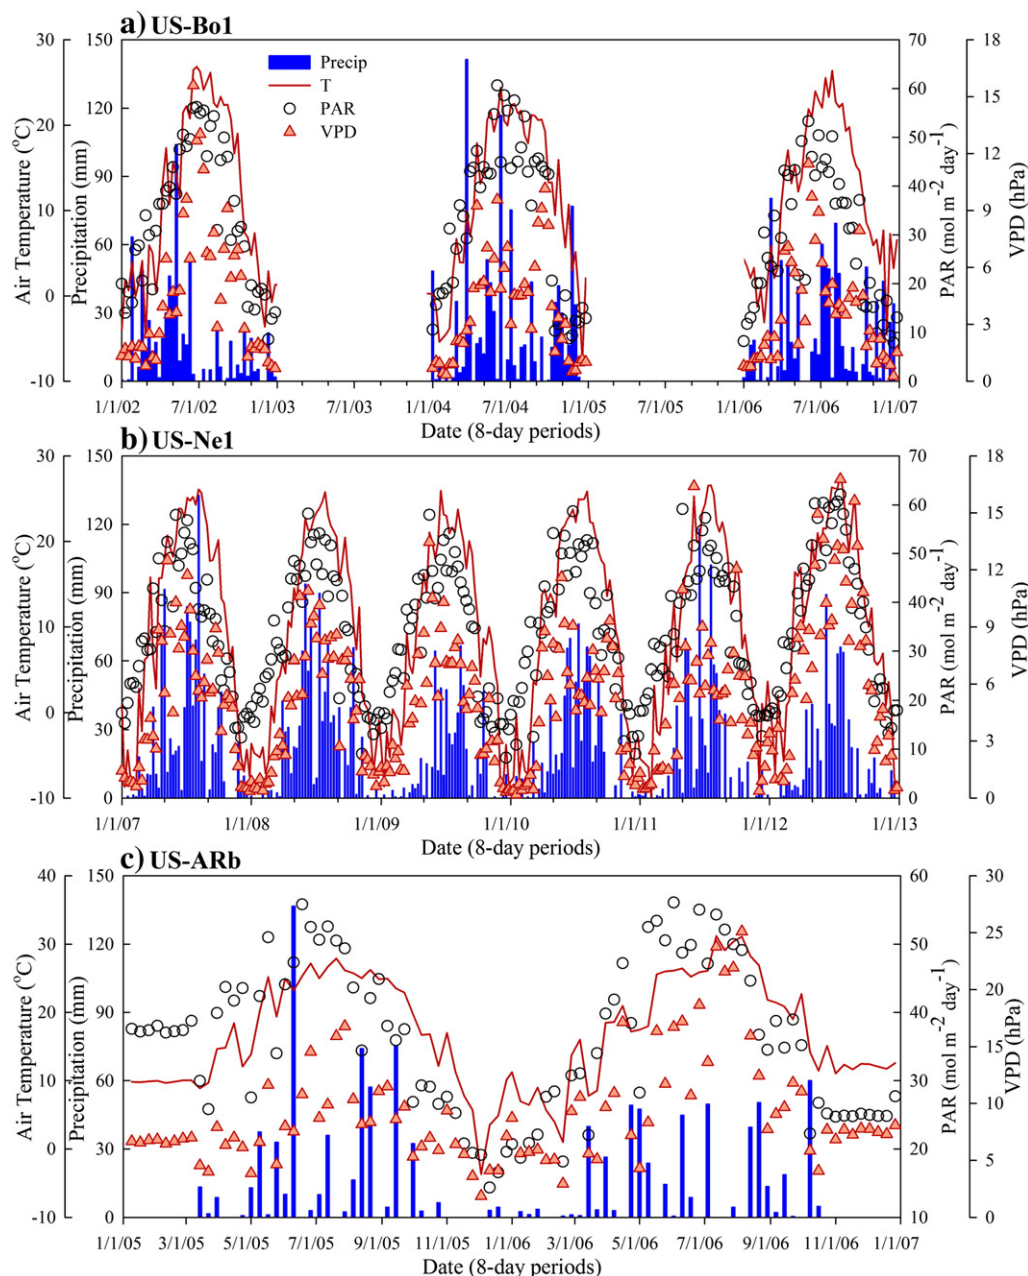 a) US-Bo1
30 150 70 18
Precip
T
PAR
VPD
20 120 60 15
90 50 12
10 60 40 9
30 6
0 30 20 3
10
-10 0 0 0
Air Temperature (°C)
Precipitation (mm)
PAR (mol m-2 day-1)
VPD (hPa)
1/1/02 7/1/02 1/1/03 7/1/03 1/1/04 7/1/04 1/1/05 7/1/05 1/1/06 7/1/06 1/1/07
Date (8-day periods)
b) US-Ne1
30 150 70 18
20 120 60 15
90 50 12
10 60 40 9
30 6
0 30 20 3
10
-10 0 0 0
Air Temperature (°C)
Precipitation (mm)
PAR (mol m-2 day-1)
VPD (hPa)
1/1/07 1/1/08 1/1/09 1/1/10 1/1/11 1/1/12 1/1/13
Date (8-day periods)
c) US-ARb
40 150 60 30
30 120 50 25
20 90 40 20
15
10 60 30 10
0 30 20 5
-10 0 10 0
Air Temperature (°C)
Precipitation (mm)
PAR (mol m-2 day-1)
VPD (hPa)
1/1/05 3/1/05 5/1/05 7/1/05 9/1/05 11/1/05 1/1/06 3/1/06 5/1/06 7/1/06 9/1/06 11/1/06 1/1/07
Date (8-day periods)